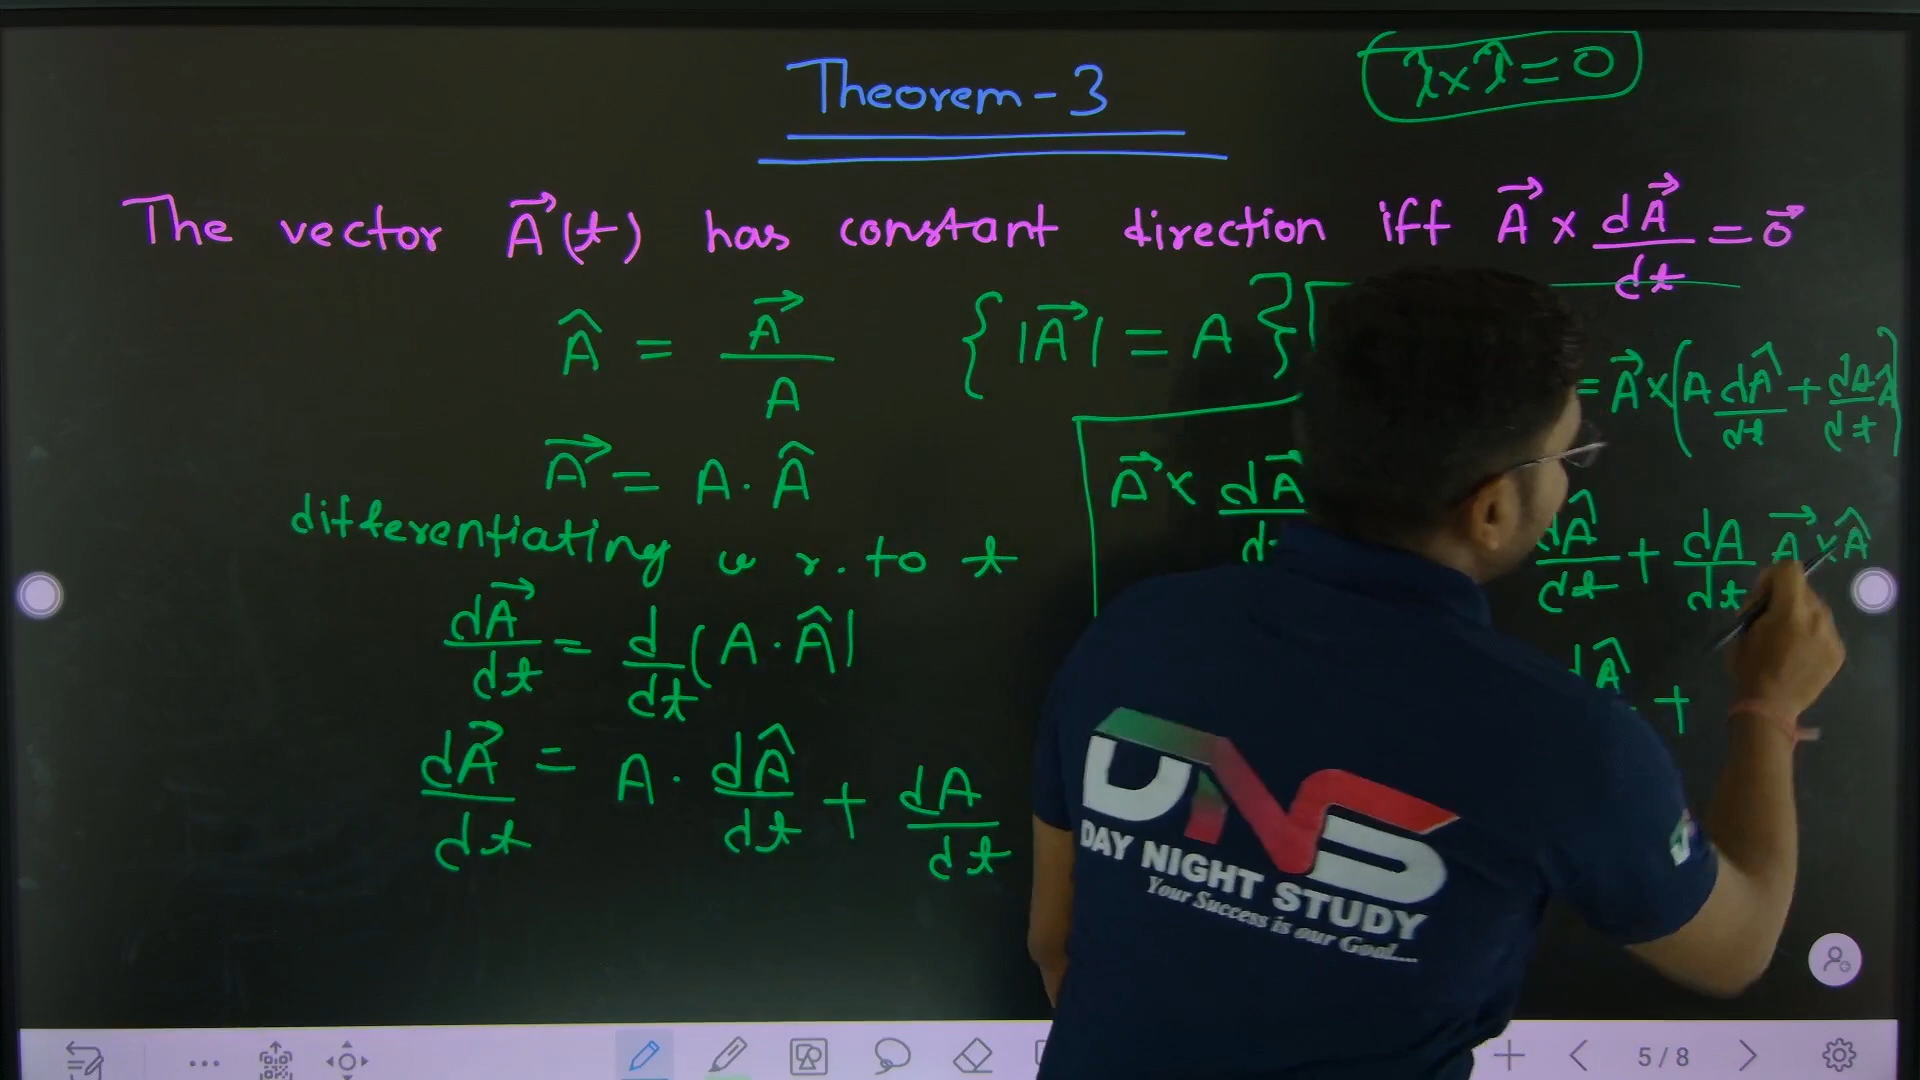 Theorem-3
î×î=0
The vector A⃗(t) has constant direction iff A⃗ × dA⃗/dt = 0⃗
Â = A⃗/A {|A⃗| = A}
A⃗ = A.Â
differentiating w r. to t
dA⃗/dt = d/dt(A.Â)
dA⃗/dt = A. dÂ/dt + dA/dt
A⃗ × dA⃗
= A⃗×(A dÂ/dt + dA/dt Â)
dÂ/dt + dA/dt A⃗×Â
dÂ +
DNS
DAY NIGHT STUDY
Your Success is our Goal....
5/8